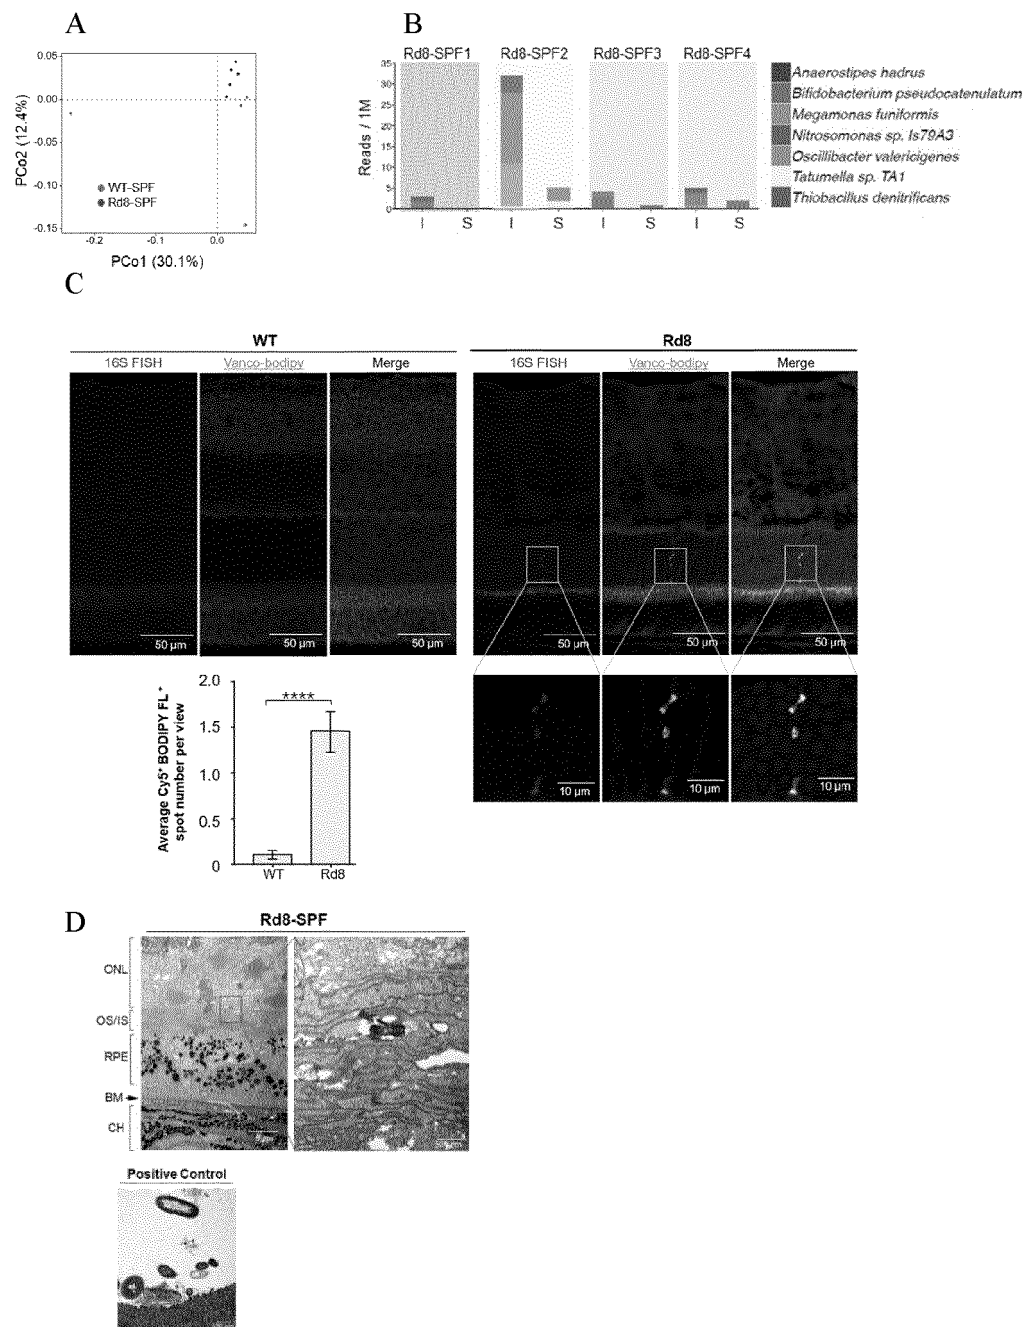 A
0.05
0.00
-0.05
-0.10
-0.15
PCo2 (12.4%)
WT-SPF
Rd8-SPF
-0.2
-0.1
0.0
PCo1 (30.1%)
B
Rd8-SPF1 Rd8-SPF2 Rd8-SPF3 Rd8-SPF4
35
30
25
20
15
10
5
0
Reads / 1M
I S I S I S I S
Anaerostipes hadrus
Bifidobacterium pseudocatenulatum
Megamonas funiformis
Nitrosomonas sp. Is79A3
Oscillibacter valericigenes
Tatumella sp. TA1
Thiobacillus denitrificans
C
WT
16S FISH Vanco-bodipy Merge
50 µm 50 µm 50 µm
Rd8
16S FISH Vanco-bodipy Merge
50 µm 50 µm 50 µm
10 µm 10 µm 10 µm
Average Cy5+ BODIPY FL+
spot number per view
2.0
1.5
1.0
0.5
0
****
WT Rd8
D
Rd8-SPF
ONL
OS/IS
RPE
BM
CH
Positive Control